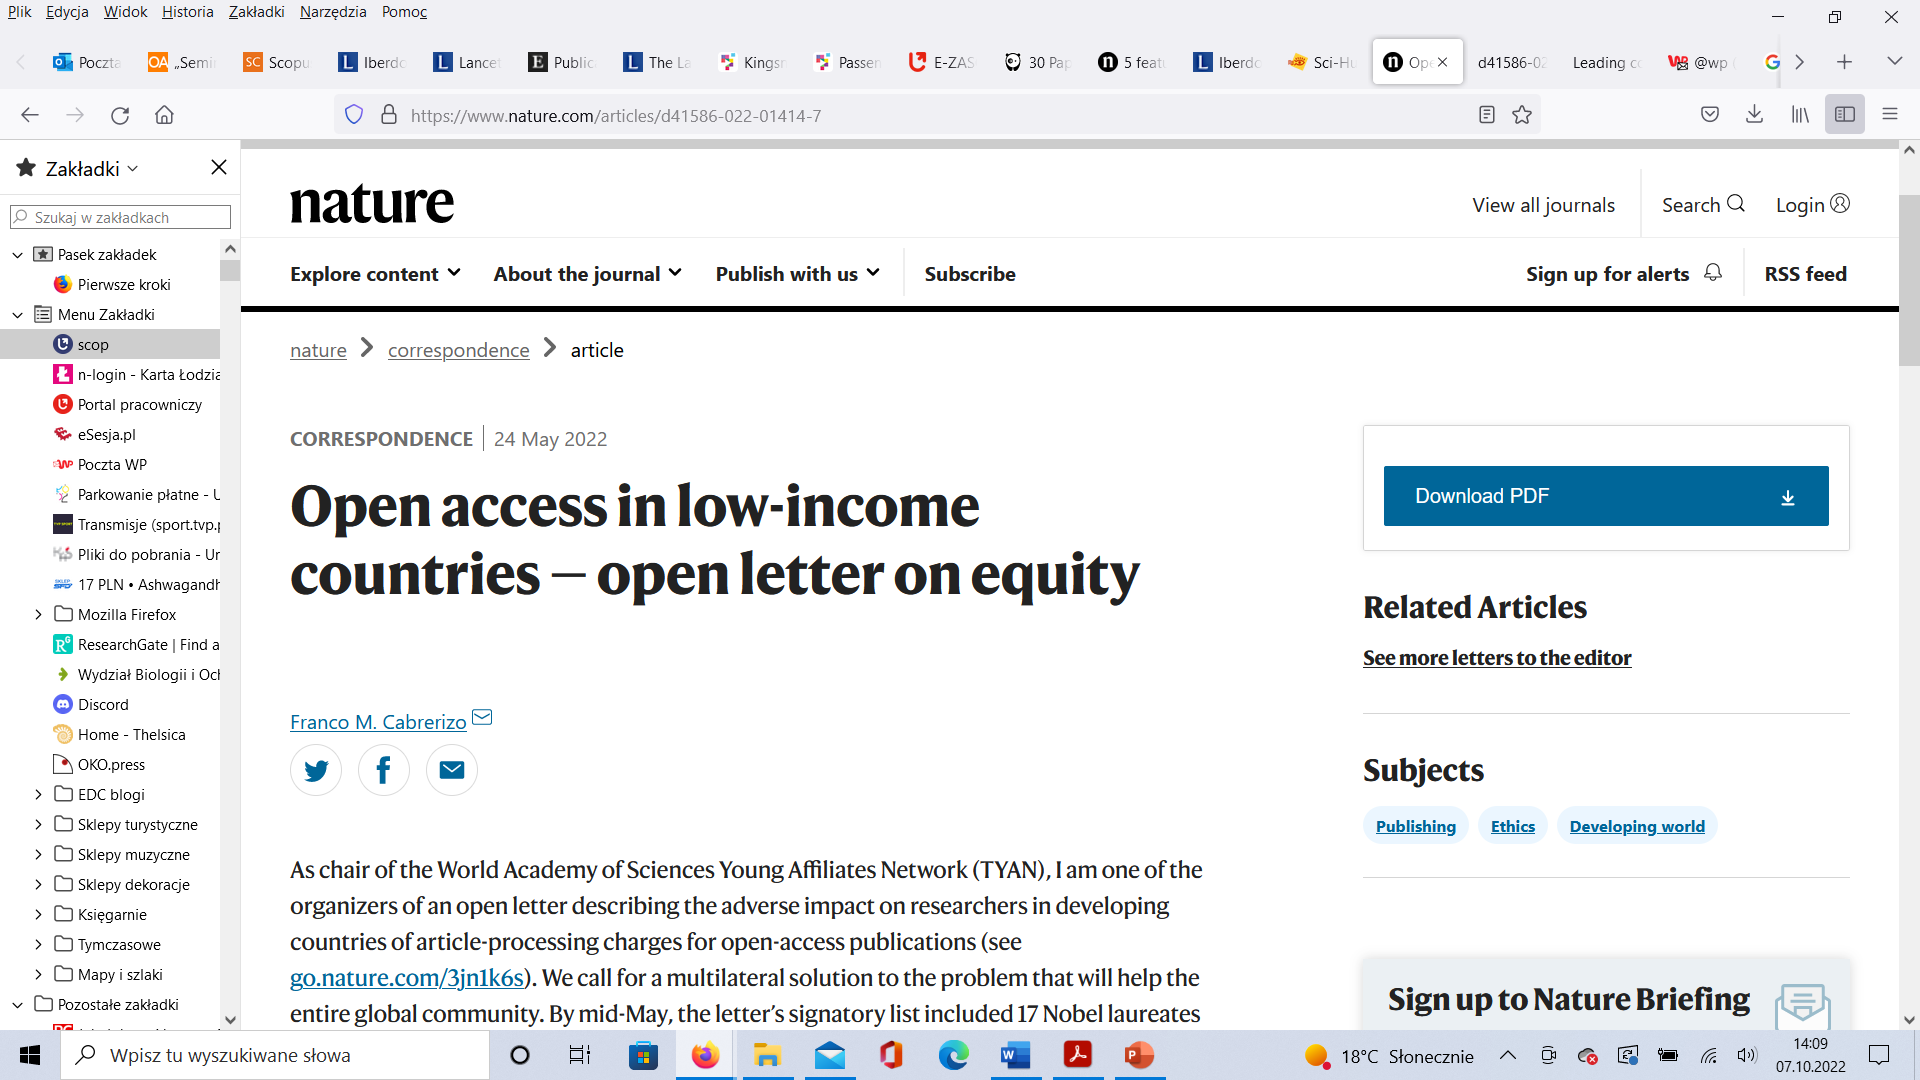 Plik Edycja Widok Historia Zakładki Narzędzia Pomoc
Poczta „Semi Scopu Iberdo Lancet Public The La Kingsr Passen E-ZAS 30 Pap 5 featu Iberdo Sci-Hu Ope d41586-02 Leading co @wp
https://www.nature.com/articles/d41586-022-01414-7
Zakładki
Szukaj w zakładkach
Pasek zakładek
Pierwsze kroki
Menu Zakładki
scop
n-login - Karta Łodzia
Portal pracowniczy
eSesja.pl
Poczta WP
Parkowanie płatne - U
Transmisje (sport.tvp.p
Pliki do pobrania - Un
17 PLN • Ashwagandh
Mozilla Firefox
ResearchGate | Find a
Wydział Biologii i Och
Discord
Home - Thelsica
OKO.press
EDC blogi
Sklepy turystyczne
Sklepy muzyczne
Sklepy dekoracje
Księgarnie
Tymczasowe
Mapy i szlaki
Pozostałe zakładki
nature
View all journals
Search
Login
Explore content About the journal Publish with us Subscribe
Sign up for alerts RSS feed
nature correspondence article
CORRESPONDENCE 24 May 2022
Open access in low-income
countries — open letter on equity
Franco M. Cabrerizo
As chair of the World Academy of Sciences Young Affiliates Network (TYAN), I am one of the
organizers of an open letter describing the adverse impact on researchers in developing
countries of article-processing charges for open-access publications (see
go.nature.com/3jn1k6s). We call for a multilateral solution to the problem that will help the
entire global community. By mid-May, the letter’s signatory list included 17 Nobel laureates
Download PDF
Related Articles
See more letters to the editor
Subjects
Publishing Ethics Developing world
Sign up to Nature Briefing
Wpisz tu wyszukiwane słowa
18°C Słonecznie
14:09
07.10.2022